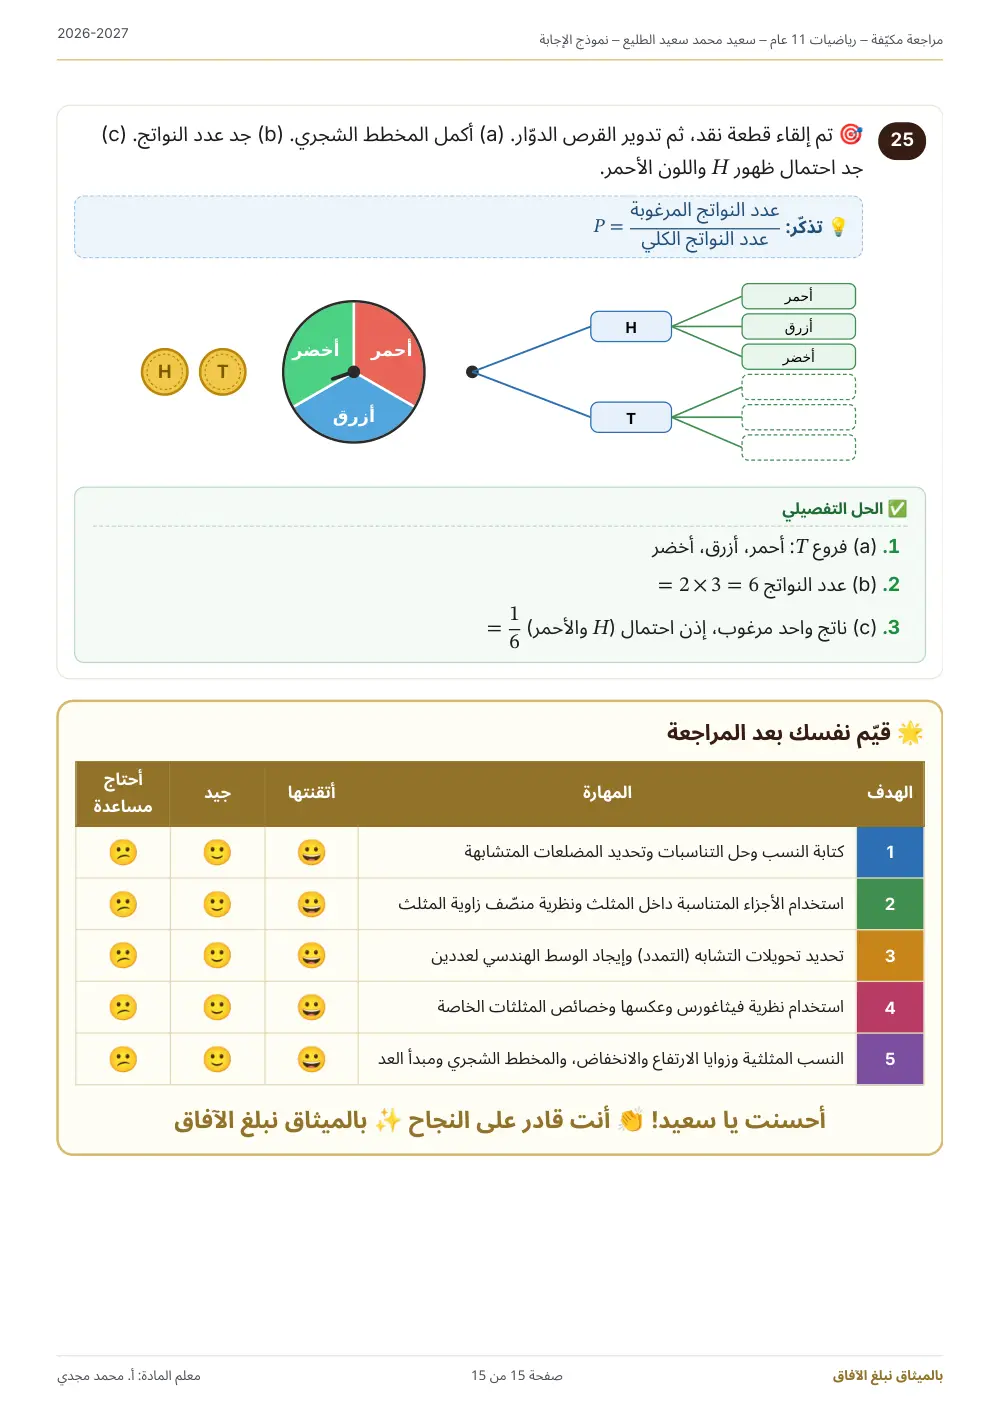 مراجعة مكيّفة – رياضيات 11 عام – سعيد محمد سعيد الطليع – نموذج الإجابة
2026-2027
25
🎯 تم إلقاء قطعة نقد، ثم تدوير القرص الدوّار. (a) أكمل المخطط الشجري. (b) جد عدد النواتج. (c)
جد احتمال ظهور H واللون الأحمر.
💡 تذكّر: P = عدد النواتج المرغوبة / عدد النواتج الكلي
H
T
أخضر
أحمر
أزرق
H
T
أحمر
أزرق
أخضر
✅ الحل التفصيلي
1. (a) فروع T: أحمر، أزرق، أخضر
2. (b) عدد النواتج = 2 × 3 = 6
3. (c) ناتج واحد مرغوب، إذن احتمال (H والأحمر) = 1/6
🌟 قيّم نفسك بعد المراجعة
الهدف المهارة أتقنتها جيد أحتاج مساعدة
1 كتابة النسب وحل التناسبات وتحديد المضلعات المتشابهة 😀 🙂 😕
2 استخدام الأجزاء المتناسبة داخل المثلث ونظرية منصّف زاوية المثلث 😀 🙂 😕
3 تحديد تحويلات التشابه (التمدد) وإيجاد الوسط الهندسي لعددين 😀 🙂 😕
4 استخدام نظرية فيثاغورس وعكسها وخصائص المثلثات الخاصة 😀 🙂 😕
5 النسب المثلثية وزوايا الارتفاع والانخفاض، والمخطط الشجري ومبدأ العد 😀 🙂 😕
أحسنت يا سعيد! 👏 أنت قادر على النجاح ✨ بالميثاق نبلغ الآفاق
بالميثاق نبلغ الآفاق
صفحة 15 من 15
معلم المادة: أ. محمد مجدي